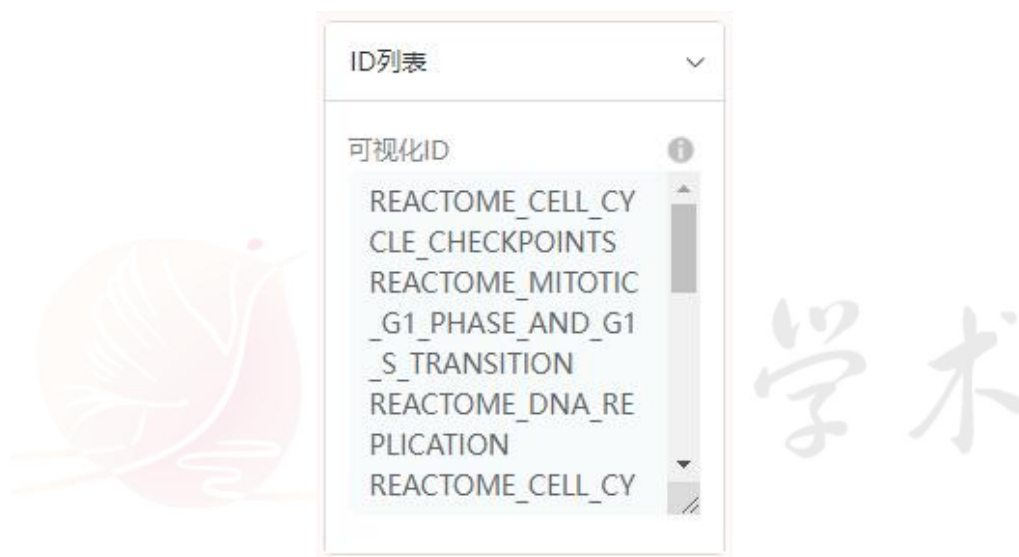 ID列表
可视化ID
REACTOME_CELL_CY
CLE_CHECKPOINTS
REACTOME_MITOTIC
_G1_PHASE_AND_G1
_S_TRANSITION
REACTOME_DNA_RE
PLICATION
REACTOME_CELL_CY
学术